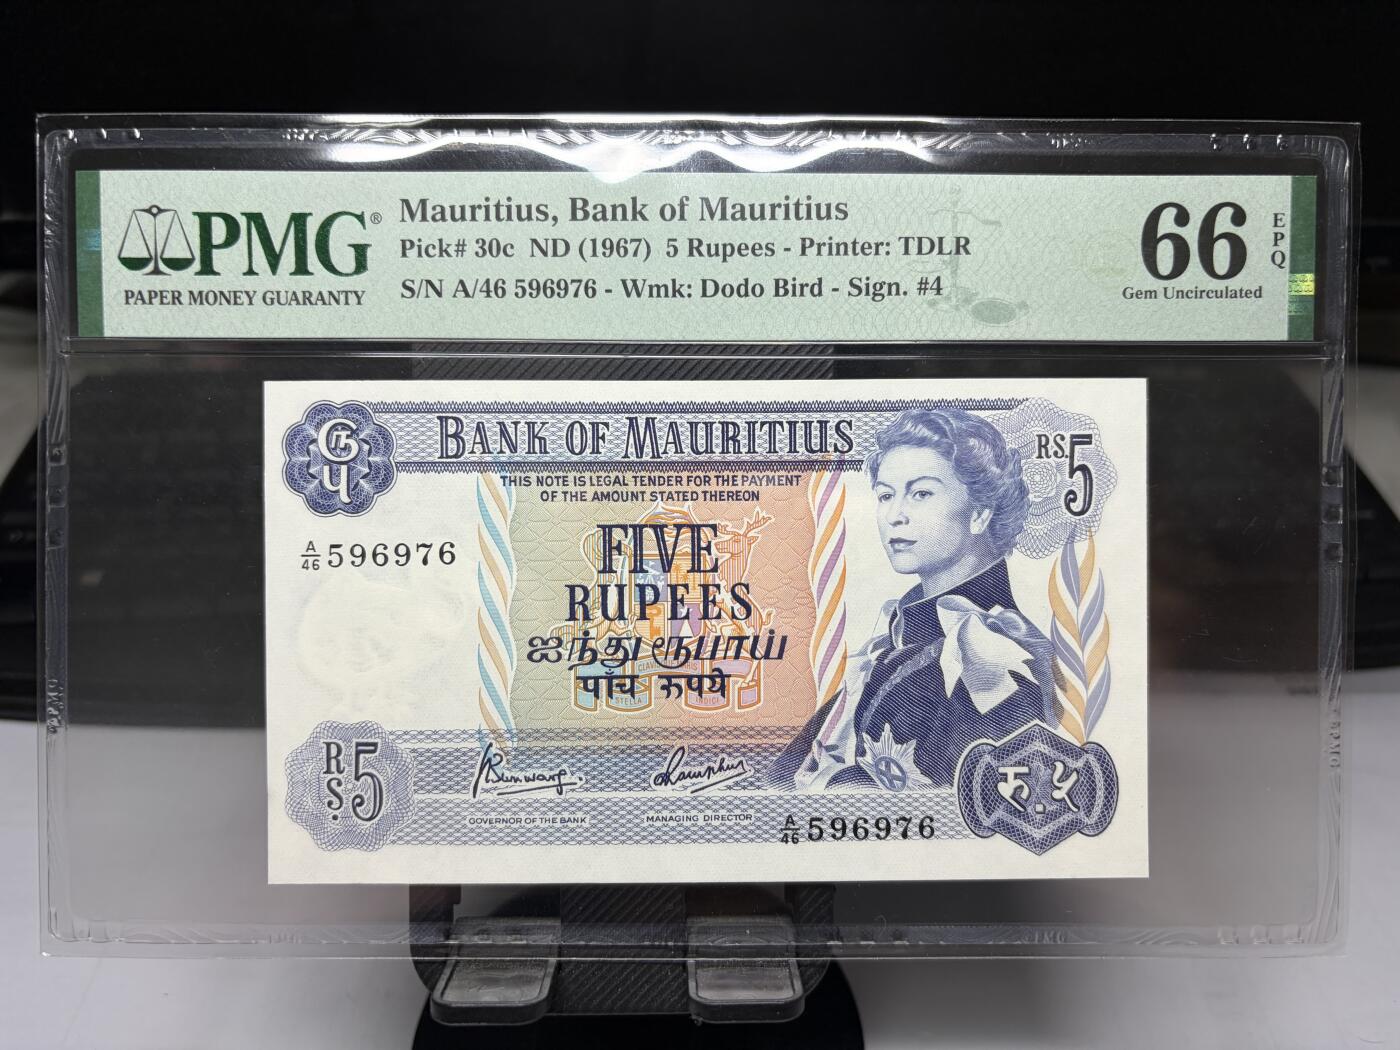 PMG®
PAPER MONEY GUARANTY
Mauritius, Bank of Mauritius
Pick# 30c ND (1967) 5 Rupees - Printer: TDLR
S/N A/46 596976 - Wmk: Dodo Bird - Sign. #4
66
EPQ
Gem Uncirculated
BANK OF MAURITIUS
RS.5
THIS NOTE IS LEGAL TENDER FOR THE PAYMENT
OF THE AMOUNT STATED THEREON
A/46 596976
FIVE
RUPEES
ஐந்து ரூபாய்
पाँच रूपये
STELLA
INDICI
RS.5
GOVERNOR OF THE BANK
MANAGING DIRECTOR
A/46 596976
रु.५